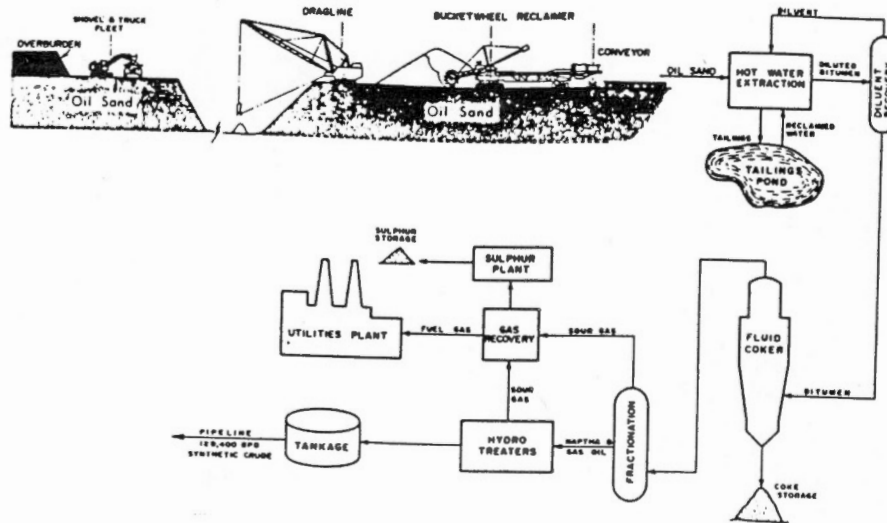 SHOVEL & TRUCK
FLEET
OVERBURDEN
Oil Sand
DRAGLINE
BUCKETWHEEL RECLAIMER
CONVEYOR
Oil Sand
OIL SAND
DILUENT
HOT WATER
EXTRACTION
DILUTED
BITUMEN
DILUENT
TAILINGS
RECLAIMED
WATER
TAILINGS
POND
SULPHUR
STORAGE
SULPHUR
PLANT
UTILITIES PLANT
FUEL GAS
GAS
RECOVERY
SOUR GAS
SOUR
GAS
FLUID
COKER
BITUMEN
PIPELINE
129,400 BPD
SYNTHETIC CRUDE
TANKAGE
HYDRO
TREATERS
NAPTHA
GAS OIL
FRACTIONATION
COKE
STORAGE